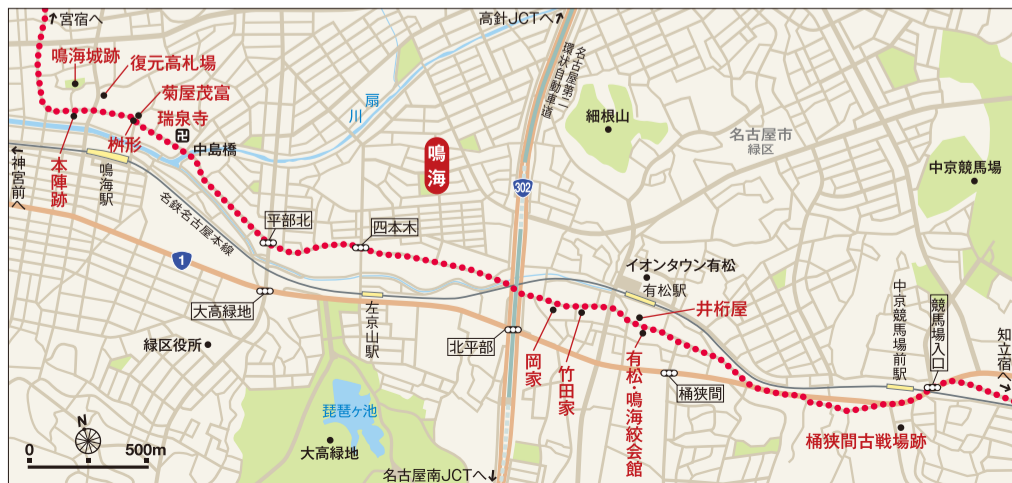 ↑宮宿へ
高針JCTへ↑
鳴海城跡
復元高札場
菊屋茂富
瑞泉寺
卍
中島橋
桝形
本陣跡
鳴海駅
←神宮前へ
扇川
名古屋第二環状自動車道
細根山
名古屋市
緑区
中京競馬場
鳴海
302
名鉄名古屋本線
平部北
四本木
1
大高緑地
左京山駅
緑区役所
北平部
イオンタウン有松
有松駅
井桁屋
岡家
竹田家
有松・鳴海絞会館
桶狭間
中京競馬場前駅
競馬場入口
知立宿へ→
桶狭間古戦場跡
琵琶ヶ池
大高緑地
名古屋南JCTへ↓
N
0 500m